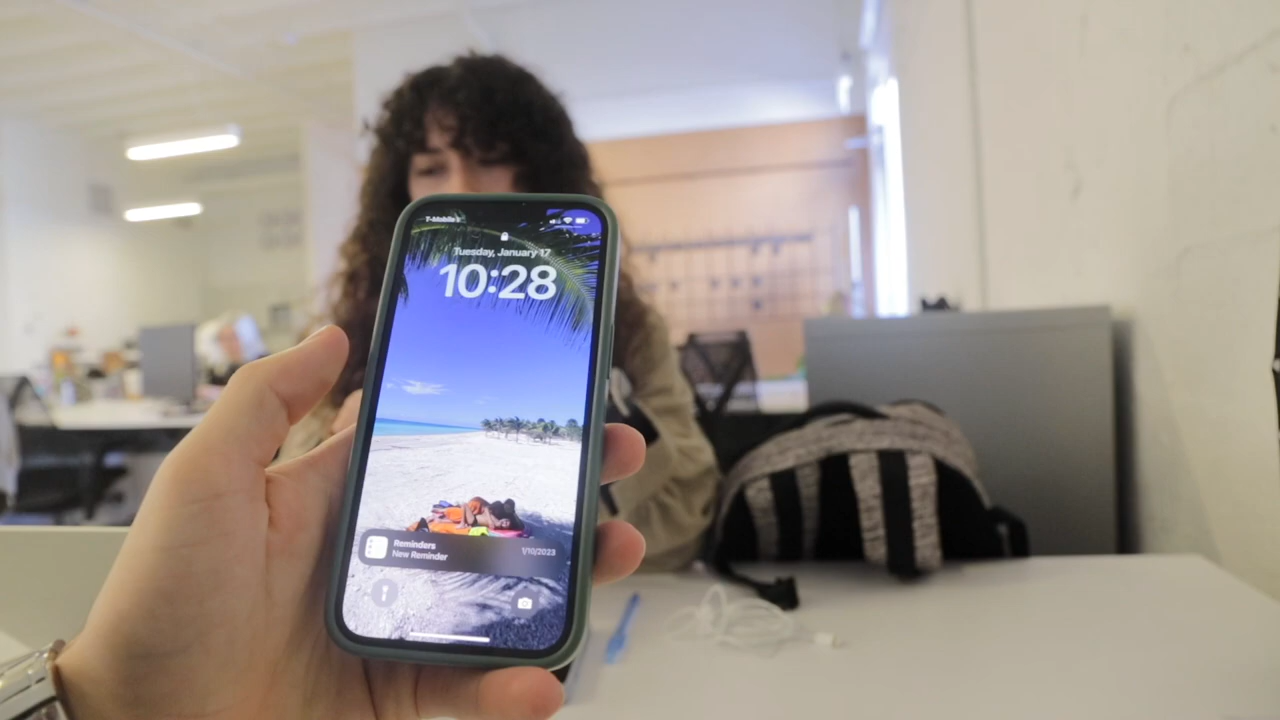 T-Mobile
Tuesday, January 17
10:28
Reminders
New Reminder
1/10/2023